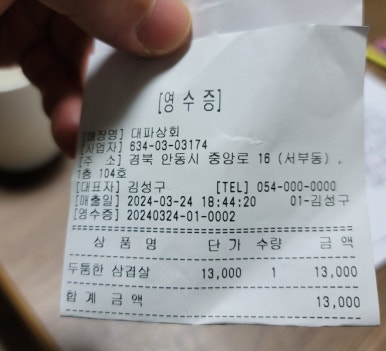 [영 수 증]
[매장명] 대파상회
[사업자] 634-03-03174
[주 소] 경북 안동시 중앙로 16 (서부동) ,
1층 104호
[대표자] 김성구 [TEL] 054-000-0000
[매출일] 2024-03-24 18:44:20 01-김성구
[영수증] 20240324-01-0002
상 품 명 단 가 수량 금 액
두툼한 삼겹살 13,000 1 13,000
합 계 금 액 13,000